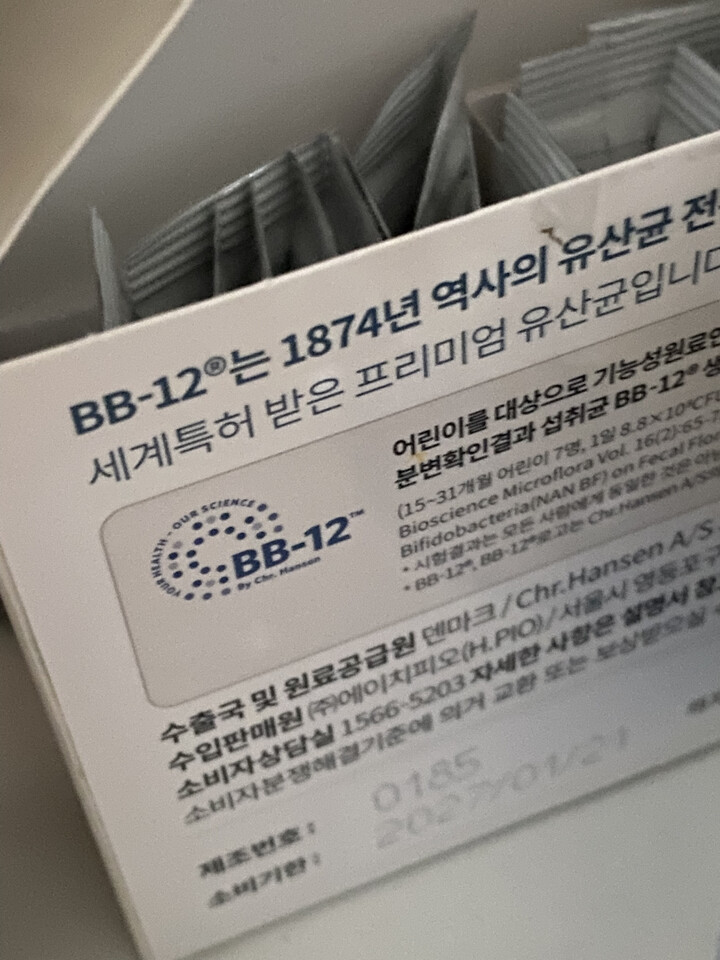 BB-12®는 1874년 역사의 유산균
세계특허 받은 프리미엄 유산균입니다
어린이를 대상으로 기능성원료인
분변확인결과 섭취균 BB-12®
(15~31개월 어린이 7명, 1일 8.8×10⁹CFU
Bioscience Microflora Vol. 16(2):65-
Bifidobacteria(NAN BF) on Fecal
* 시험결과는 모든 사람에게 동일한 것은
* BB-12®, BB-12®로고는 Chr.Hansen A/S
YOUR HEALTH - OUR SCIENCE
BB-12™
By Chr. Hansen
수출국 및 원료공급원 덴마크 / Chr.Hansen A/S
수입판매원 (주)에이치피오(H.PIO) / 서울시 영등포구
소비자상담실 1566-5203 자세한 사항은 설명서
소비자분쟁해결기준에 의거 교환 또는 보상받으실
제조번호 : 0185
소비기한 : 2027/01/21